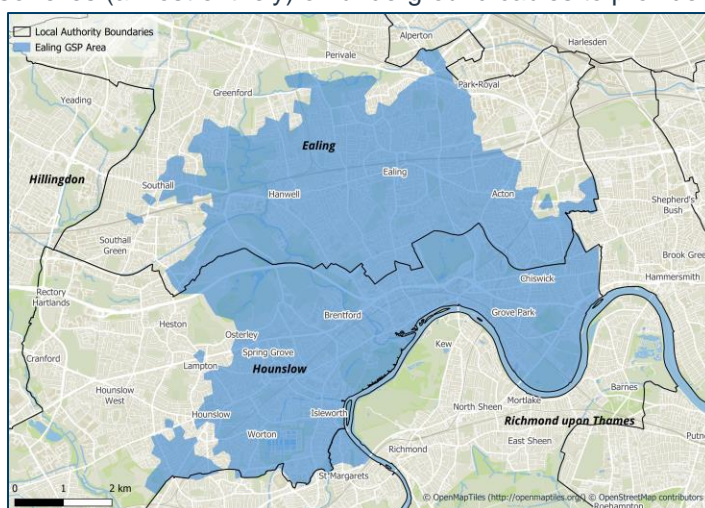 Local Authority Boundaries
Ealing GSP Area
Alperton
Harlesden
Perivale
Yeading
Greenford
Park Royal
Ealing
Hillingdon
Southall
Hanwell
Ealing
Acton
Shepherd's
Bush
Southall
Green
Brook Gre
Hammersmith
Chiswick
Rectory
Hartlands
Heston
Brentford
Grove Park
Osterley
Cranford
Lampton
Spring Grove
Kew
Hounslow
Barnes
Hounslow
West
Hounslow
Isleworth
North Sheen
Mortlake
Richmond upon Thames
Putne
Worton
Richmond
East Sheen
St Margarets
0 1 2 km
© OpenMapTiles (http://openmaptiles.org/) © OpenStreetMap contributors
Roehampton